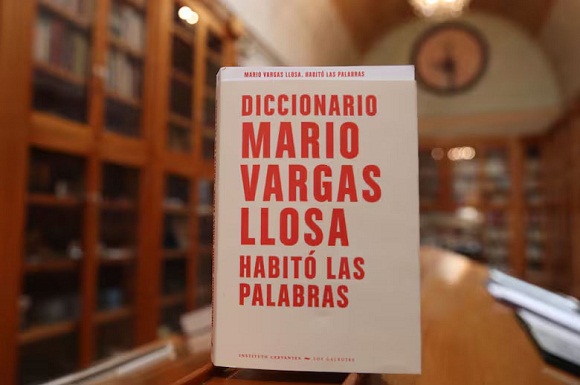 MARIO VARGAS LLOSA. HABITÓ LAS PALABRAS
DICCIONARIO
MARIO
VARGAS
LLOSA
HABITÓ LAS
PALABRAS
INSTITUTO CERVANTES